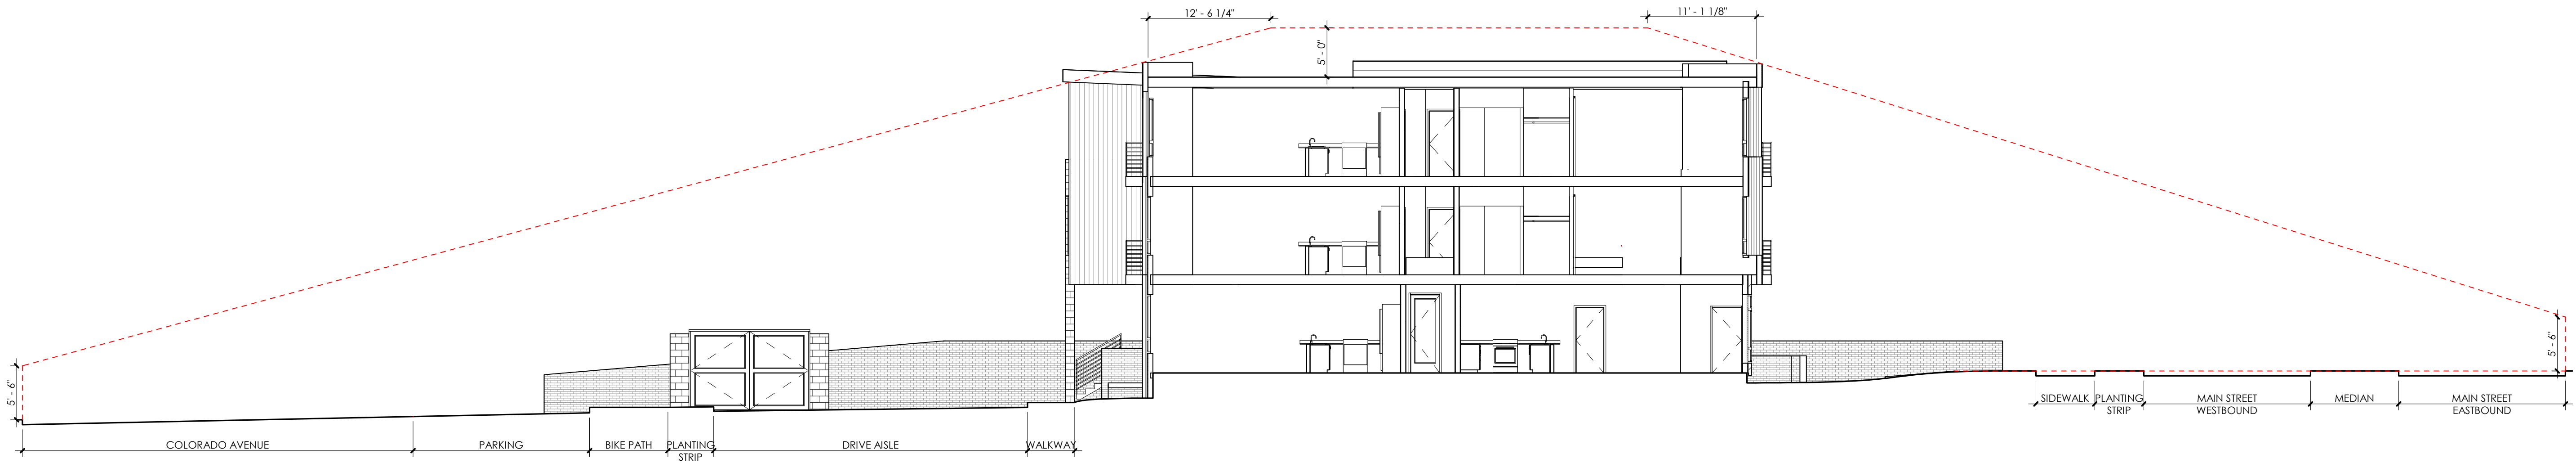 12' - 6 1/4"
11' - 1 1/8"
5' - 0"
5' - 6"
5' - 6"
SIDEWALK
PLANTING
STRIP
MAIN STREET
WESTBOUND
MEDIAN
MAIN STREET
EASTBOUND
COLORADO AVENUE
PARKING
BIKE PATH
PLANTING
STRIP
DRIVE AISLE
WALKWAY